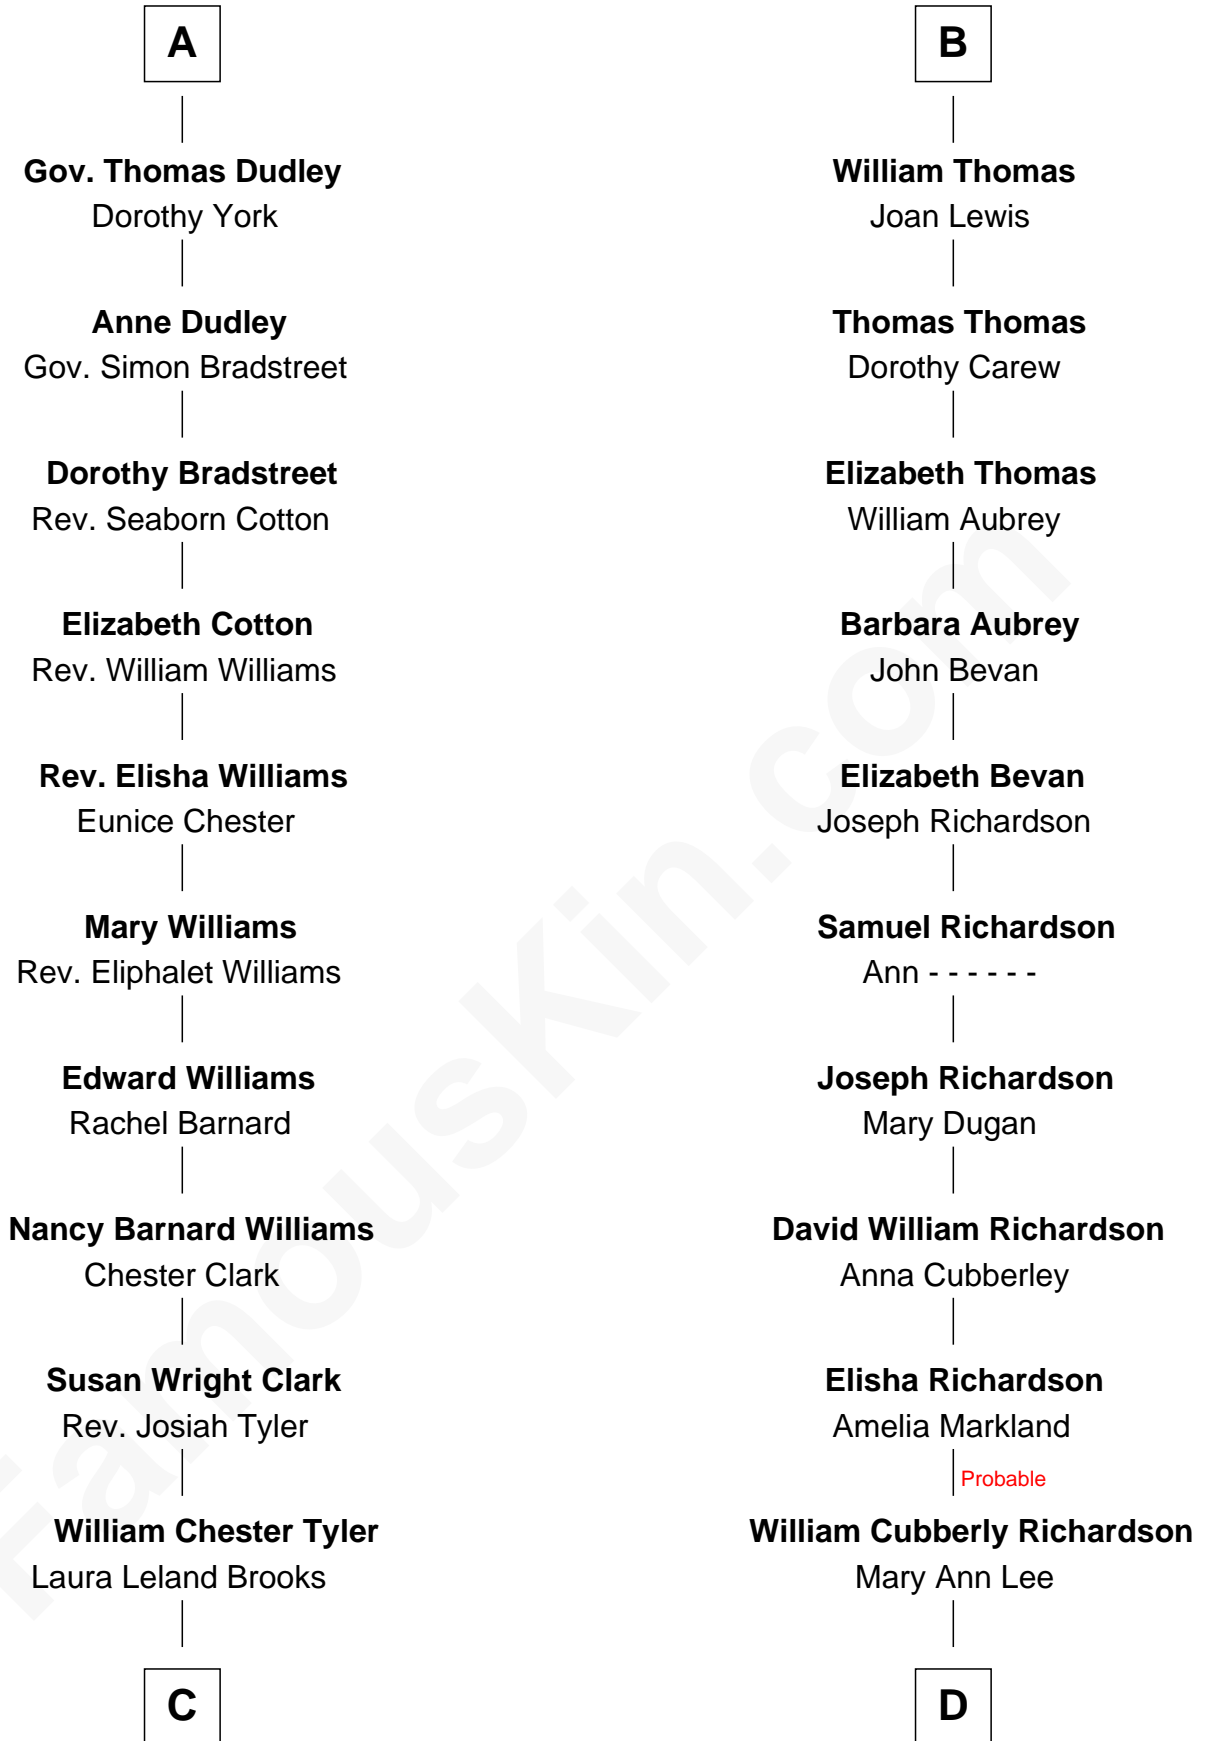 A
Gov. Thomas Dudley
Dorothy York
Anne Dudley
Gov. Simon Bradstreet
Dorothy Bradstreet
Rev. Seaborn Cotton
Elizabeth Cotton
Rev. William Williams
Rev. Elisha Williams
Eunice Chester
Mary Williams
Rev. Eliphalet Williams
Edward Williams
Rachel Barnard
Nancy Barnard Williams
Chester Clark
Susan Wright Clark
Rev. Josiah Tyler
William Chester Tyler
Laura Leland Brooks
C
B
William Thomas
Joan Lewis
Thomas Thomas
Dorothy Carew
Elizabeth Thomas
William Aubrey
Barbara Aubrey
John Bevan
Elizabeth Bevan
Joseph Richardson
Samuel Richardson
Ann - - - - - -
Joseph Richardson
Mary Dugan
David William Richardson
Anna Cubberley
Elisha Richardson
Amelia Markland
Probable
William Cubberly Richardson
Mary Ann Lee
D
FamousKin.com